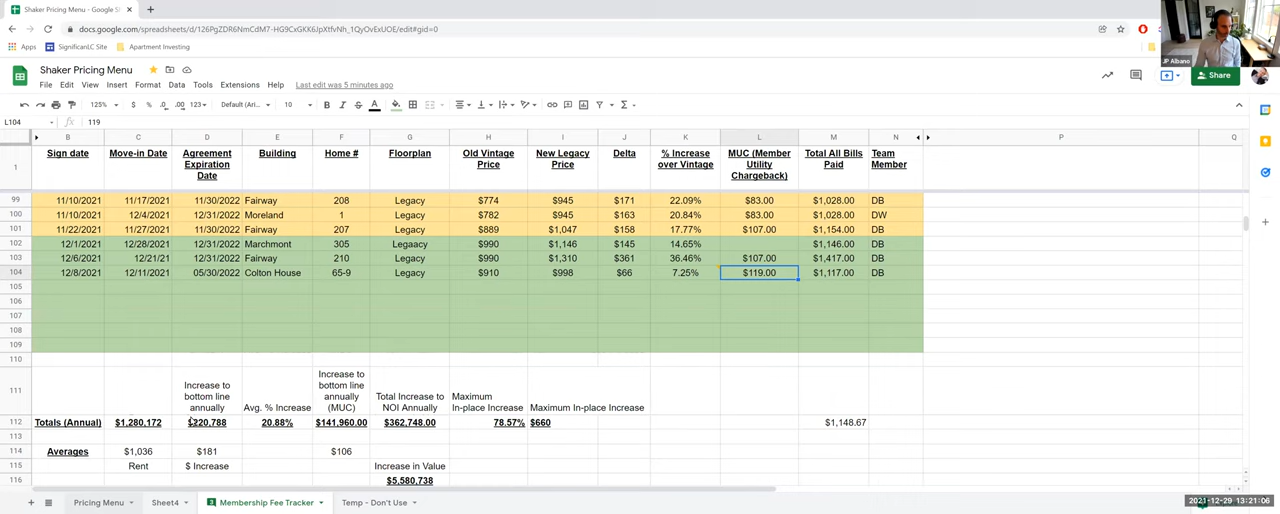 Shaker Pricing Menu - Google Sh
docs.google.com/spreadsheets/d/126PgZDR6NmCdM7-HG9CxGKK6JpXtfvNh_1QyOvExUOE/edit#gid=0
Apps SignificanLC Site Apartment Investing
JP Albano
Shaker Pricing Menu
File Edit View Insert Format Data Tools Extensions Help Last edit was 5 minutes ago
Share
125% $ % .0 .00 123 Default (Ari... 10 B I S A
L104 fx 119
B C D E F G H I J K L M N P Q
1 Sign date Move-in Date Agreement Expiration Date Building Home # Floorplan Old Vintage Price New Legacy Price Delta % Increase over Vintage MUC (Member Utility Chargeback) Total All Bills Paid Team Member
99 11/10/2021 11/17/2021 11/30/2022 Fairway 208 Legacy $774 $945 $171 22.09% $83.00 $1,028.00 DB
100 11/10/2021 12/4/2021 12/31/2022 Moreland 1 Legacy $782 $945 $163 20.84% $83.00 $1,028.00 DW
101 11/22/2021 11/27/2021 11/30/2022 Fairway 207 Legacy $889 $1,047 $158 17.77% $107.00 $1,154.00 DB
102 12/1/2021 12/28/2021 12/31/2022 Marchmont 305 Legaacy $990 $1,146 $145 14.65% $1,146.00 DB
103 12/6/2021 12/21/21 12/31/2022 Fairway 210 Legacy $990 $1,310 $361 36.46% $107.00 $1,417.00 DB
104 12/8/2021 12/11/2021 05/30/2022 Colton House 65-9 Legacy $910 $998 $66 7.25% $119.00 $1,117.00 DB
105
106
107
108
109
110
111 Increase to bottom line annually Avg. % Increase Increase to bottom line annually (MUC) Total Increase to NOI Annually Maximum In-place Increase Maximum In-place Increase
112 Totals (Annual) $1,280,172 $220,788 20.88% $141,960.00 $362,748.00 78.57% $660 $1,148.67
113
114 Averages $1,036 $181 $106
115 Rent $ Increase Increase in Value
116 $5,580,738
Pricing Menu Sheet4 3 Membership Fee Tracker Temp - Don't Use
2021-12-29 13:21:06